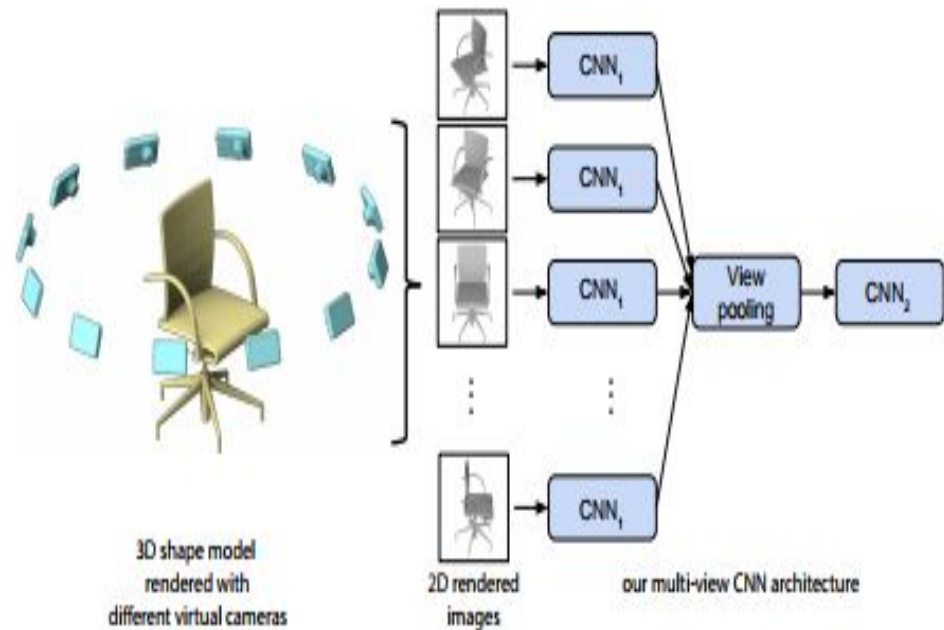 CNN₁
CNN₁
CNN₁
View
pooling
CNN₂
⋮
⋮
CNN₁
3D shape model
rendered with
different virtual cameras
2D rendered
images
our multi-view CNN architecture